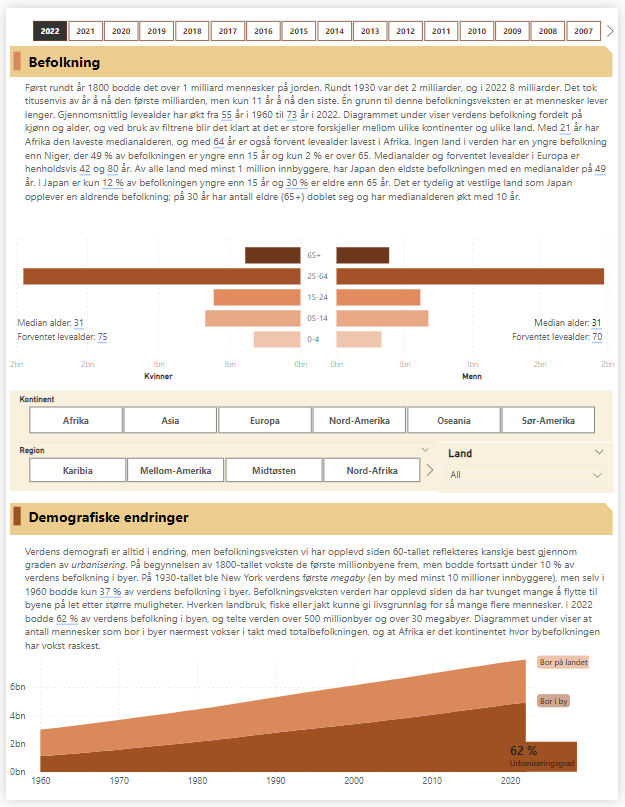 2022 2021 2020 2019 2018 2017 2016 2015 2014 2013 2012 2011 2010 2009 2008 2007
Befolkning
Først rundt år 1800 bodde det over 1 milliard mennesker på jorden. Rundt 1930 var det 2 milliarder, og i 2022 8 milliarder. Det tok
titusenvis av år å nå den første milliarden, men kun 11 år å nå den siste. Én grunn til denne befolkningsveksten er at mennesker lever
lenger. Gjennomsnittlig levealder har økt fra 55 år i 1960 til 73 år i 2022. Diagrammet under viser verdens befolkning fordelt på
kjønn og alder, og ved bruk av filtrene blir det klart at det er store forskjeller mellom ulike kontinenter og ulike land. Med 21 år har
Afrika den laveste medianalderen, og med 64 år er også forvent levealder lavest i Afrika. Ingen land i verden har en yngre befolkning
enn Niger, der 49 % av befolkningen er yngre enn 15 år og kun 2 % er over 65. Medianalder og forventet levealder i Europa er
henholdsvis 42 og 80 år. Av alle land med minst 1 million innbyggere, har Japan den eldste befolkningen med en medianalder på 49
år. I Japan er kun 12 % av befolkningen yngre enn 15 år og 30 % er eldre enn 65 år. Det er tydelig at vestlige land som Japan
opplever en aldrende befolkning; på 30 år har antall eldre (65+) doblet seg og har medianalderen økt med 10 år.
65+
25-64
15-24
05-14
0-4
Median alder: 31
Forventet levealder: 75
Median alder: 31
Forventet levealder: 70
2bn 2bn 1bn 1bn 0bn 0bn 1bn 1bn 2bn 2bn
Kvinner Menn
Kontinent
Afrika Asia Europa Nord-Amerika Oseania Sør-Amerika
Region
Karibia Mellom-Amerika Midtøsten Nord-Afrika
Land
All
Demografiske endringer
Verdens demografi er alltid i endring, men befolkningsveksten vi har opplevd siden 60-tallet reflekteres kanskje best gjennom
graden av urbanisering. På begynnelsen av 1800-tallet vokste de første millionbyene frem, men bodde fortsatt under 10 % av
verdens befolkning i byer. På 1930-tallet ble New York verdens første megaby (en by med minst 10 millioner innbyggere), men selv i
1960 bodde kun 37 % av verdens befolkning i byer. Befolkningsveksten verden har opplevd siden da har tvunget mange å flytte til
byene på let etter større muligheter. Hverken landbruk, fiske eller jakt kunne gi livsgrunnlag for så mange flere mennesker. I 2022
bodde 62 % av verdens befolkning i byen, og telte verden over 500 millionbyer og over 30 megabyer. Diagrammet under viser at
antall mennesker som bor i byer nærmest vokser i takt med totalbefolkningen, og at Afrika er det kontinentet hvor bybefolkningen
har vokst raskest.
Bor på landet
6bn
Bor i by
4bn
2bn
62 %
Urbaniseringsgrad
0bn
1960 1970 1980 1990 2000 2010 2020